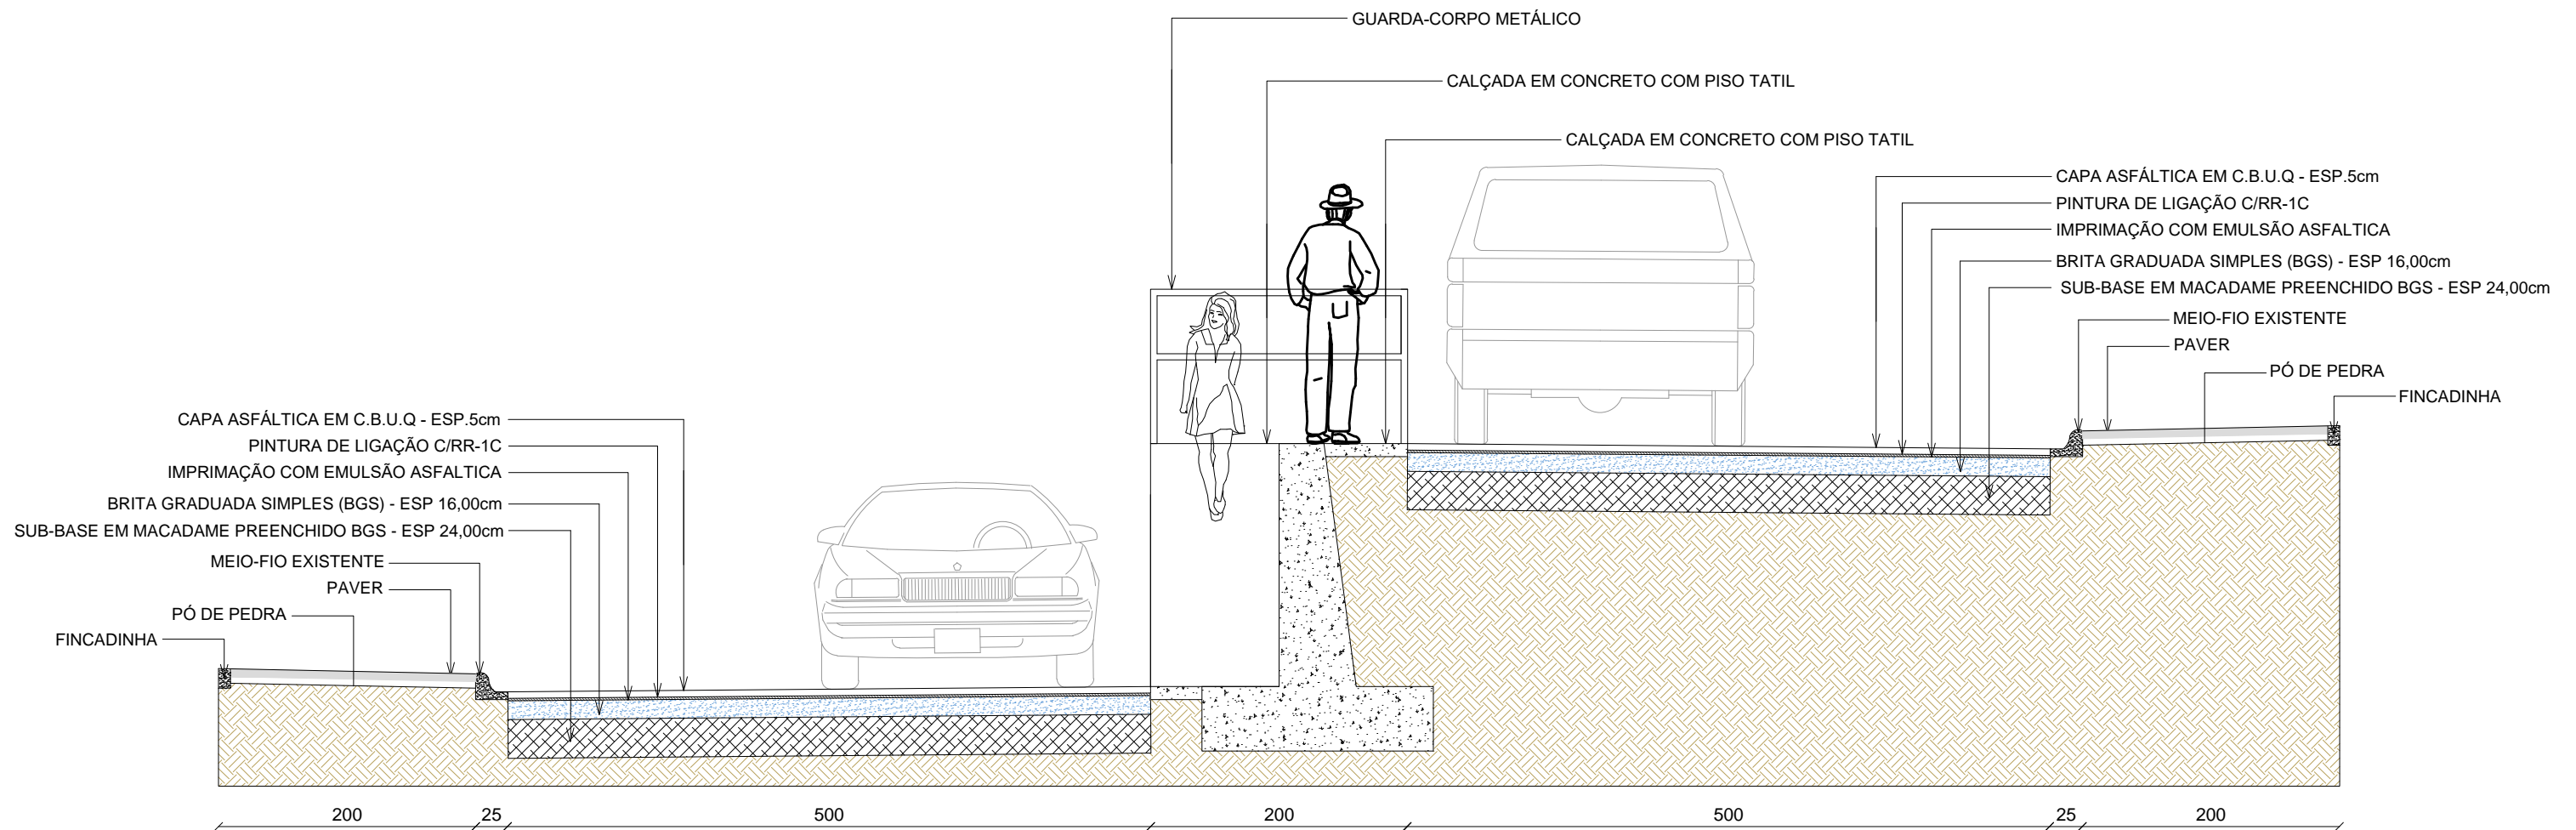 GUARDA-CORPO METÁLICO
CALÇADA EM CONCRETO COM PISO TATIL
CALÇADA EM CONCRETO COM PISO TATIL
CAPA ASFÁLTICA EM C.B.U.Q - ESP.5cm
PINTURA DE LIGAÇÃO C/RR-1C
IMPRIMAÇÃO COM EMULSÃO ASFALTICA
BRITA GRADUADA SIMPLES (BGS) - ESP 16,00cm
SUB-BASE EM MACADAME PREENCHIDO BGS - ESP 24,00cm
MEIO-FIO EXISTENTE
PAVER
PÓ DE PEDRA
FINCADINHA
CAPA ASFÁLTICA EM C.B.U.Q - ESP.5cm
PINTURA DE LIGAÇÃO C/RR-1C
IMPRIMAÇÃO COM EMULSÃO ASFALTICA
BRITA GRADUADA SIMPLES (BGS) - ESP 16,00cm
SUB-BASE EM MACADAME PREENCHIDO BGS - ESP 24,00cm
MEIO-FIO EXISTENTE
PAVER
PÓ DE PEDRA
FINCADINHA
200 25 500 200 500 25 200